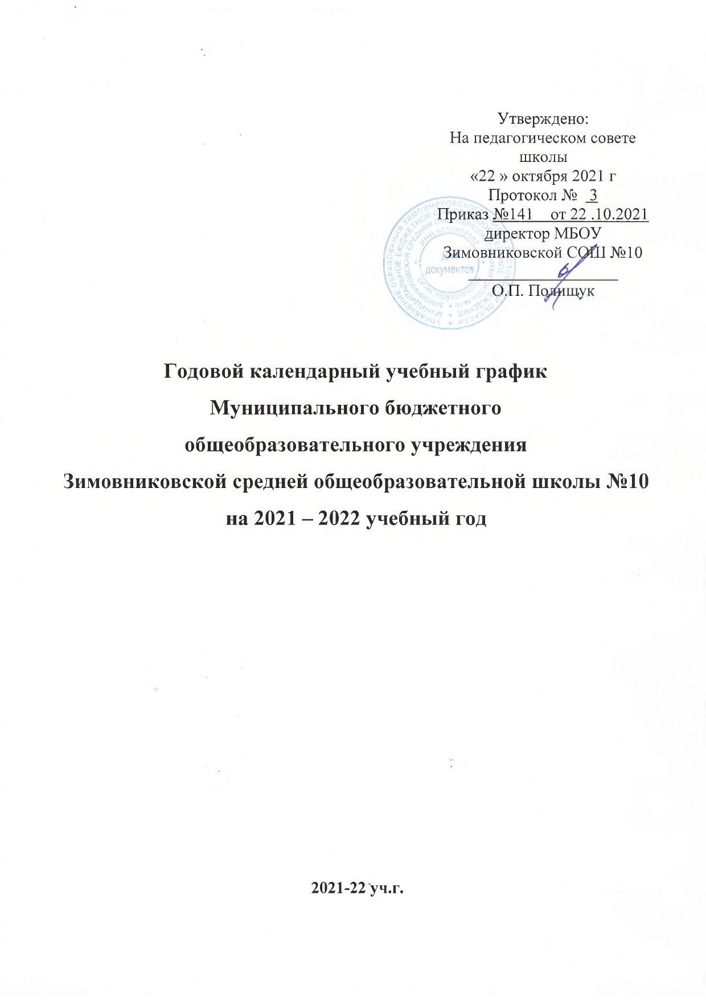 Утверждено:
На педагогическом совете
школы
«22 » октября 2021 г
Протокол № 3
Приказ №141 от 22 .10.2021
директор МБОУ
Зимовниковской СОШ №10
О.П. Полищук
для
документов
Годовой календарный учебный график
Муниципального бюджетного
общеобразовательного учреждения
Зимовниковской средней общеобразовательной школы №10
на 2021 – 2022 учебный год
2021-22 уч.г.